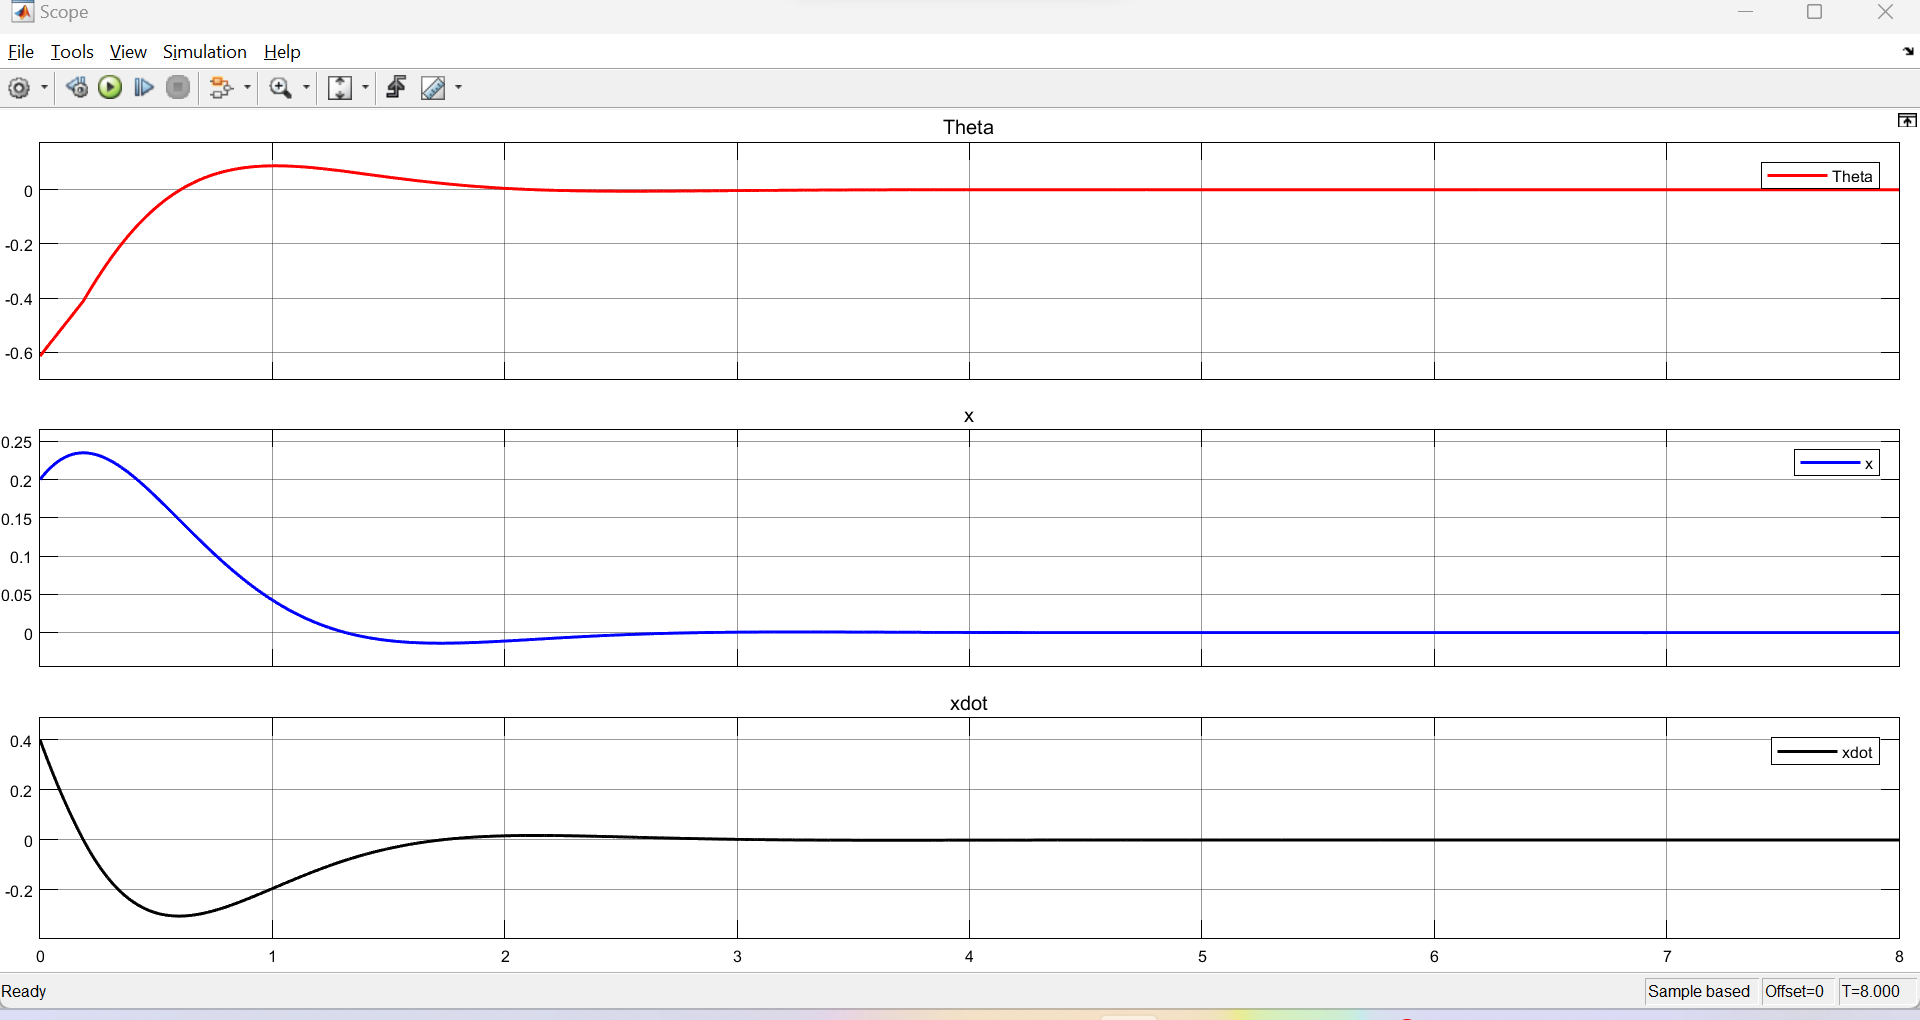 Scope
File Tools View Simulation Help
Theta
Theta
0
-0.2
-0.4
-0.6
x
x
0.25
0.2
0.15
0.1
0.05
0
xdot
xdot
0.4
0.2
0
-0.2
0 1 2 3 4 5 6 7 8
Ready Sample based Offset=0 T=8.000